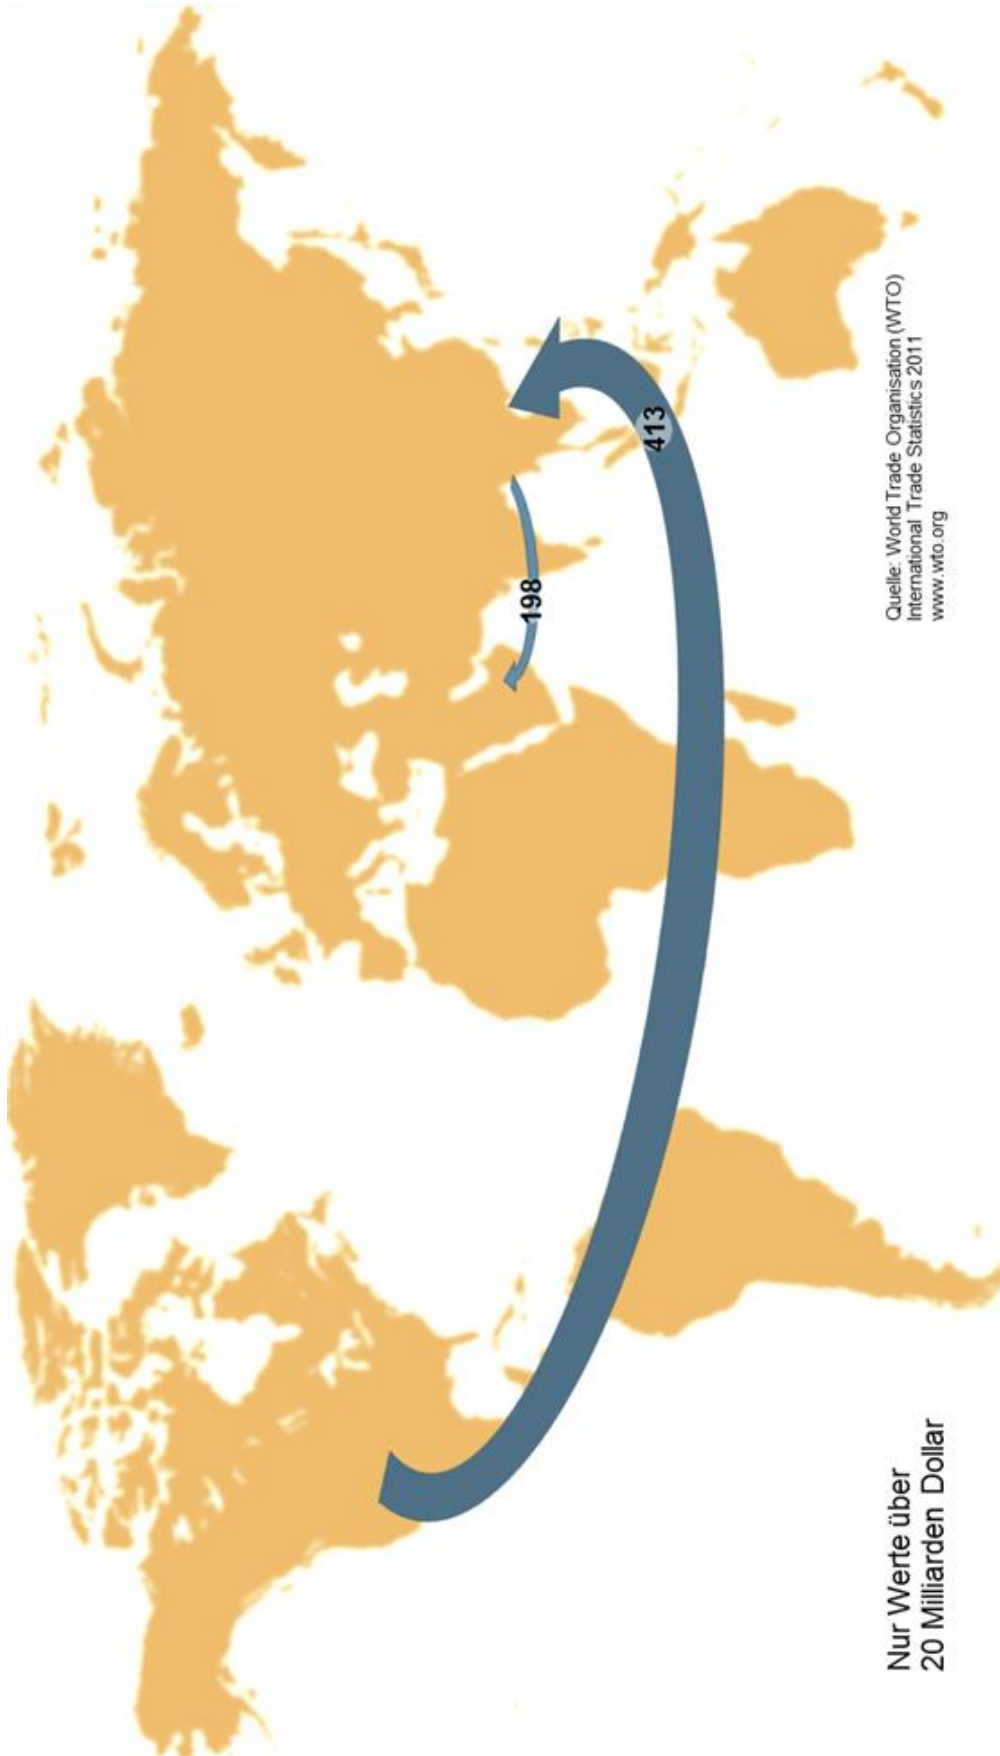 198
413
Nur Werte über
20 Milliarden Dollar
Quelle: World Trade Organisation (WTO)
International Trade Statistics 2011
www.wto.org